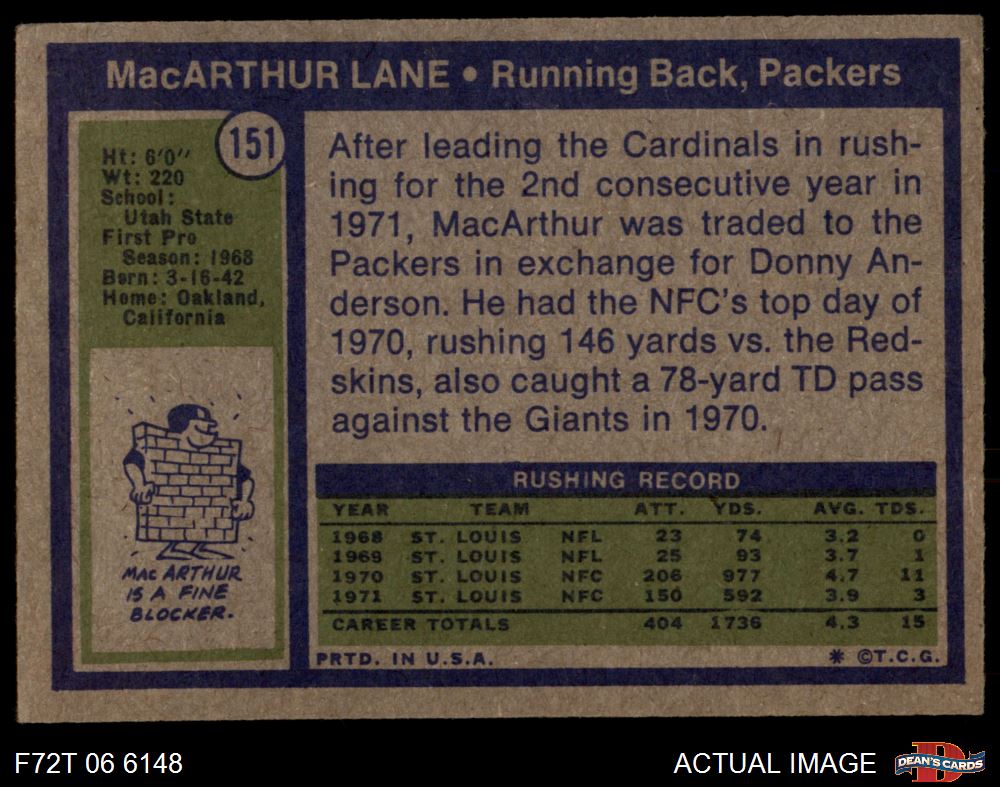 MacARTHUR LANE • Running Back, Packers
151
Ht: 6'0"
Wt: 220
School:
Utah State
First Pro
Season: 1968
Born: 3-16-42
Home: Oakland,
California
MAC ARTHUR
IS A FINE
BLOCKER.
After leading the Cardinals in rush-
ing for the 2nd consecutive year in
1971, MacArthur was traded to the
Packers in exchange for Donny An-
derson. He had the NFC's top day of
1970, rushing 146 yards vs. the Red-
skins, also caught a 78-yard TD pass
against the Giants in 1970.
RUSHING RECORD
YEAR TEAM ATT. YDS. AVG. TDS.
1968 ST. LOUIS NFL 23 74 3.2 0
1969 ST. LOUIS NFL 25 93 3.7 1
1970 ST. LOUIS NFC 206 977 4.7 11
1971 ST. LOUIS NFC 150 592 3.9 3
CAREER TOTALS 404 1736 4.3 15
PRTD. IN U.S.A. * ©T.C.G.
F72T 06 6148 ACTUAL IMAGE DEAN'S CARDS